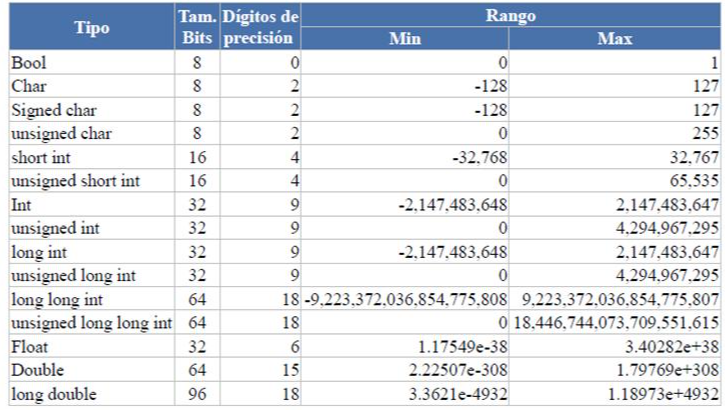 Tipo Tam. Bits Dígitos de precisión Rango
Min Max
Bool 8 0 0 1
Char 8 2 -128 127
Signed char 8 2 -128 127
unsigned char 8 2 0 255
short int 16 4 -32,768 32,767
unsigned short int 16 4 0 65,535
Int 32 9 -2,147,483,648 2,147,483,647
unsigned int 32 9 0 4,294,967,295
long int 32 9 -2,147,483,648 2,147,483,647
unsigned long int 32 9 0 4,294,967,295
long long int 64 18 -9,223,372,036,854,775,808 9,223,372,036,854,775,807
unsigned long long int 64 18 0 18,446,744,073,709,551,615
Float 32 6 1.17549e-38 3.40282e+38
Double 64 15 2.22507e-308 1.79769e+308
long double 96 18 3.3621e-4932 1.18973e+4932